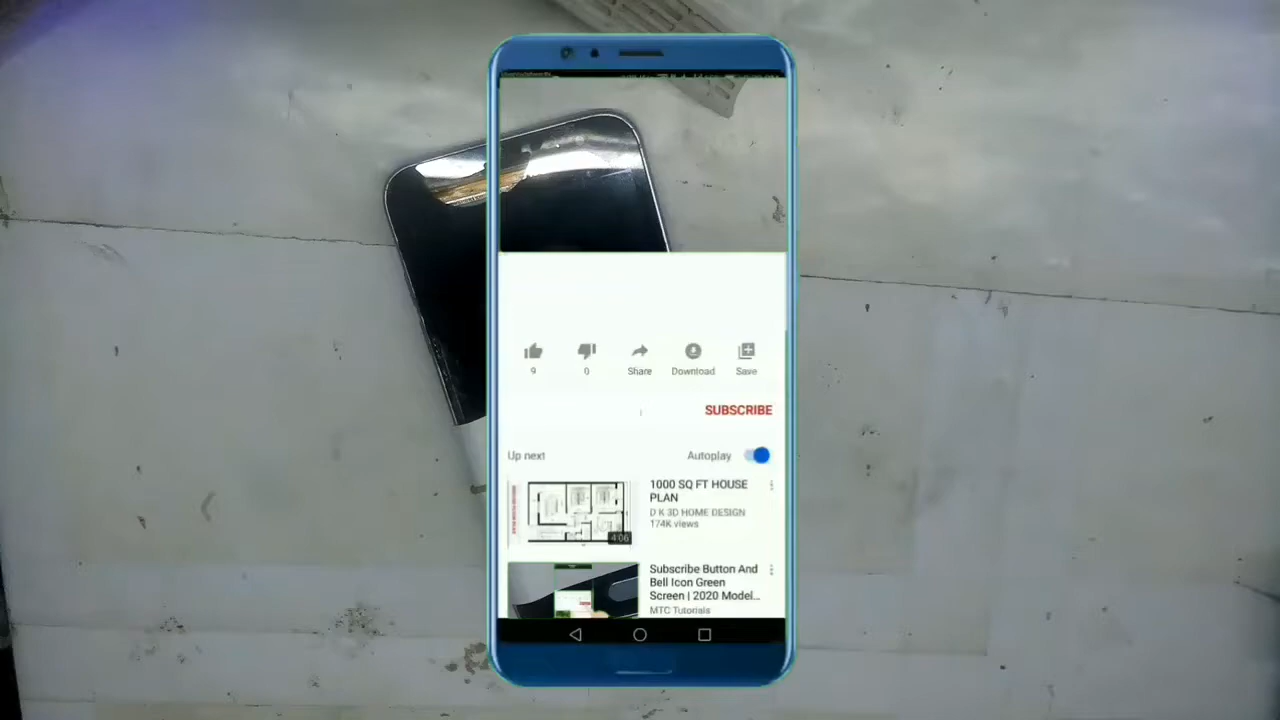 9
0
Share
Download
Save
SUBSCRIBE
Up next
Autoplay
1000 SQ FT HOUSE
PLAN
D K 3D HOME DESIGN
174K views
4:06
Subscribe Button And
Bell Icon Green
Screen | 2020 Model...
MTC Tutorials